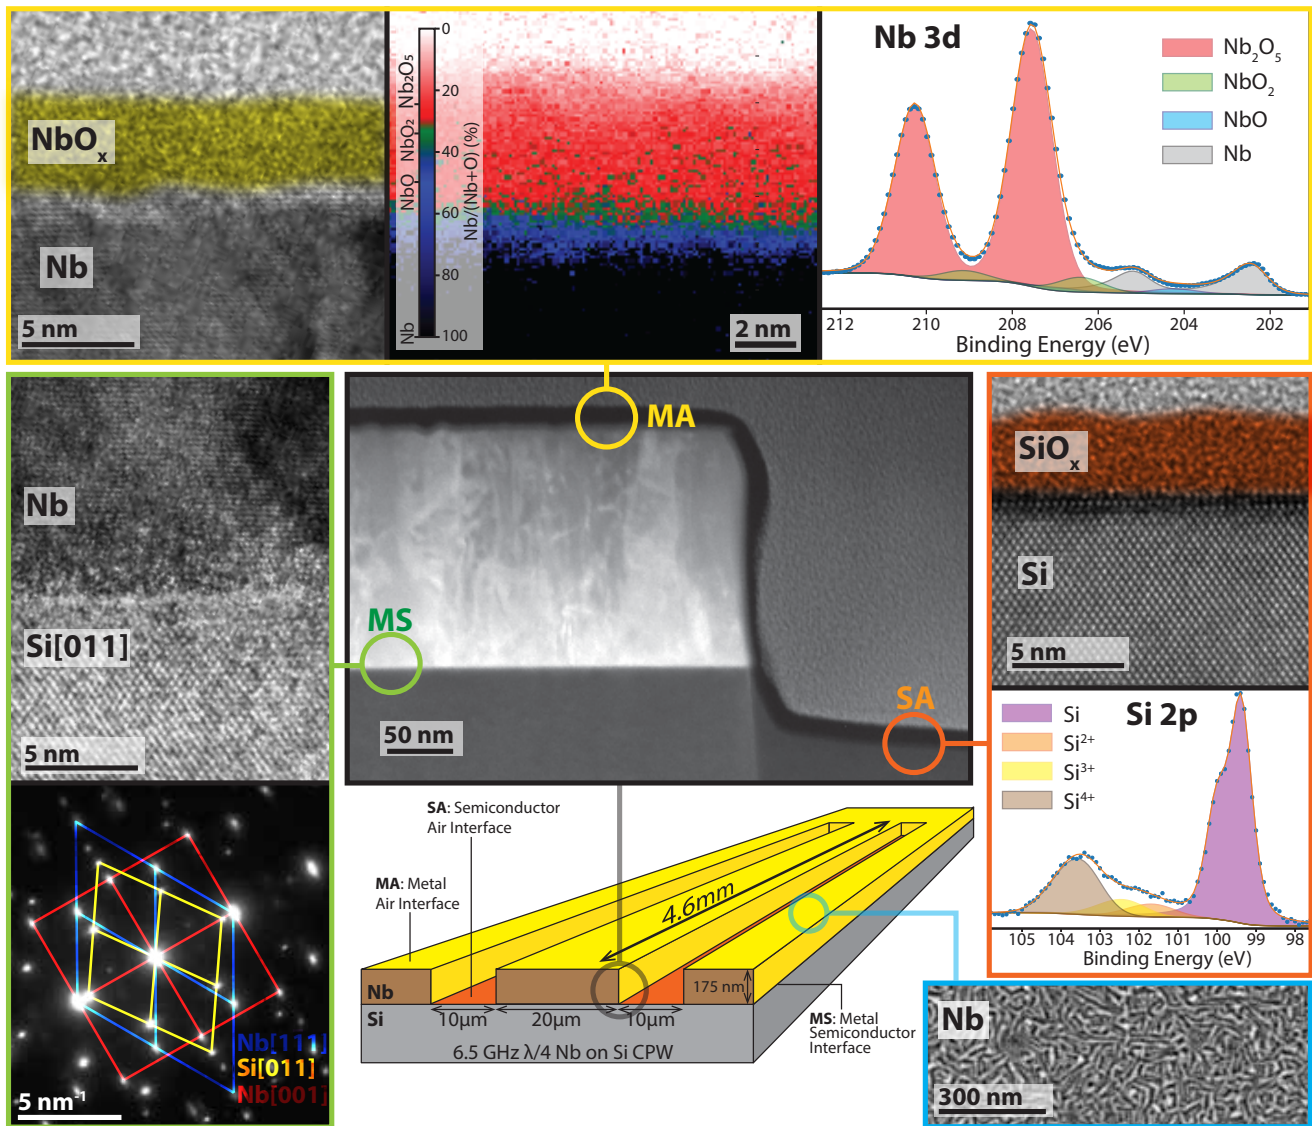 NbOₓ
Nb
5 nm
0
20
40
60
80
100
Nb NbO NbO₂ Nb₂O₅
Nb/(Nb+O) (%)
2 nm
Nb 3d
Nb₂O₅
NbO₂
NbO
Nb
212 210 208 206 204 202
Binding Energy (eV)
Nb
Si[011]
5 nm
Nb[111]
Si[011]
Nb[001]
5 nm⁻¹
MA
MS
SA
50 nm
SiOₓ
Si
5 nm
Si 2p
Si
Si²⁺
Si³⁺
Si⁴⁺
105 104 103 102 101 100 99 98
Binding Energy (eV)
SA: Semiconductor
Air Interface
MA: Metal
Air Interface
4.6mm
Nb
175 nm
Si
10µm
20µm
10µm
6.5 GHz λ/4 Nb on Si CPW
MS: Metal
Semiconductor
Interface
Nb
300 nm